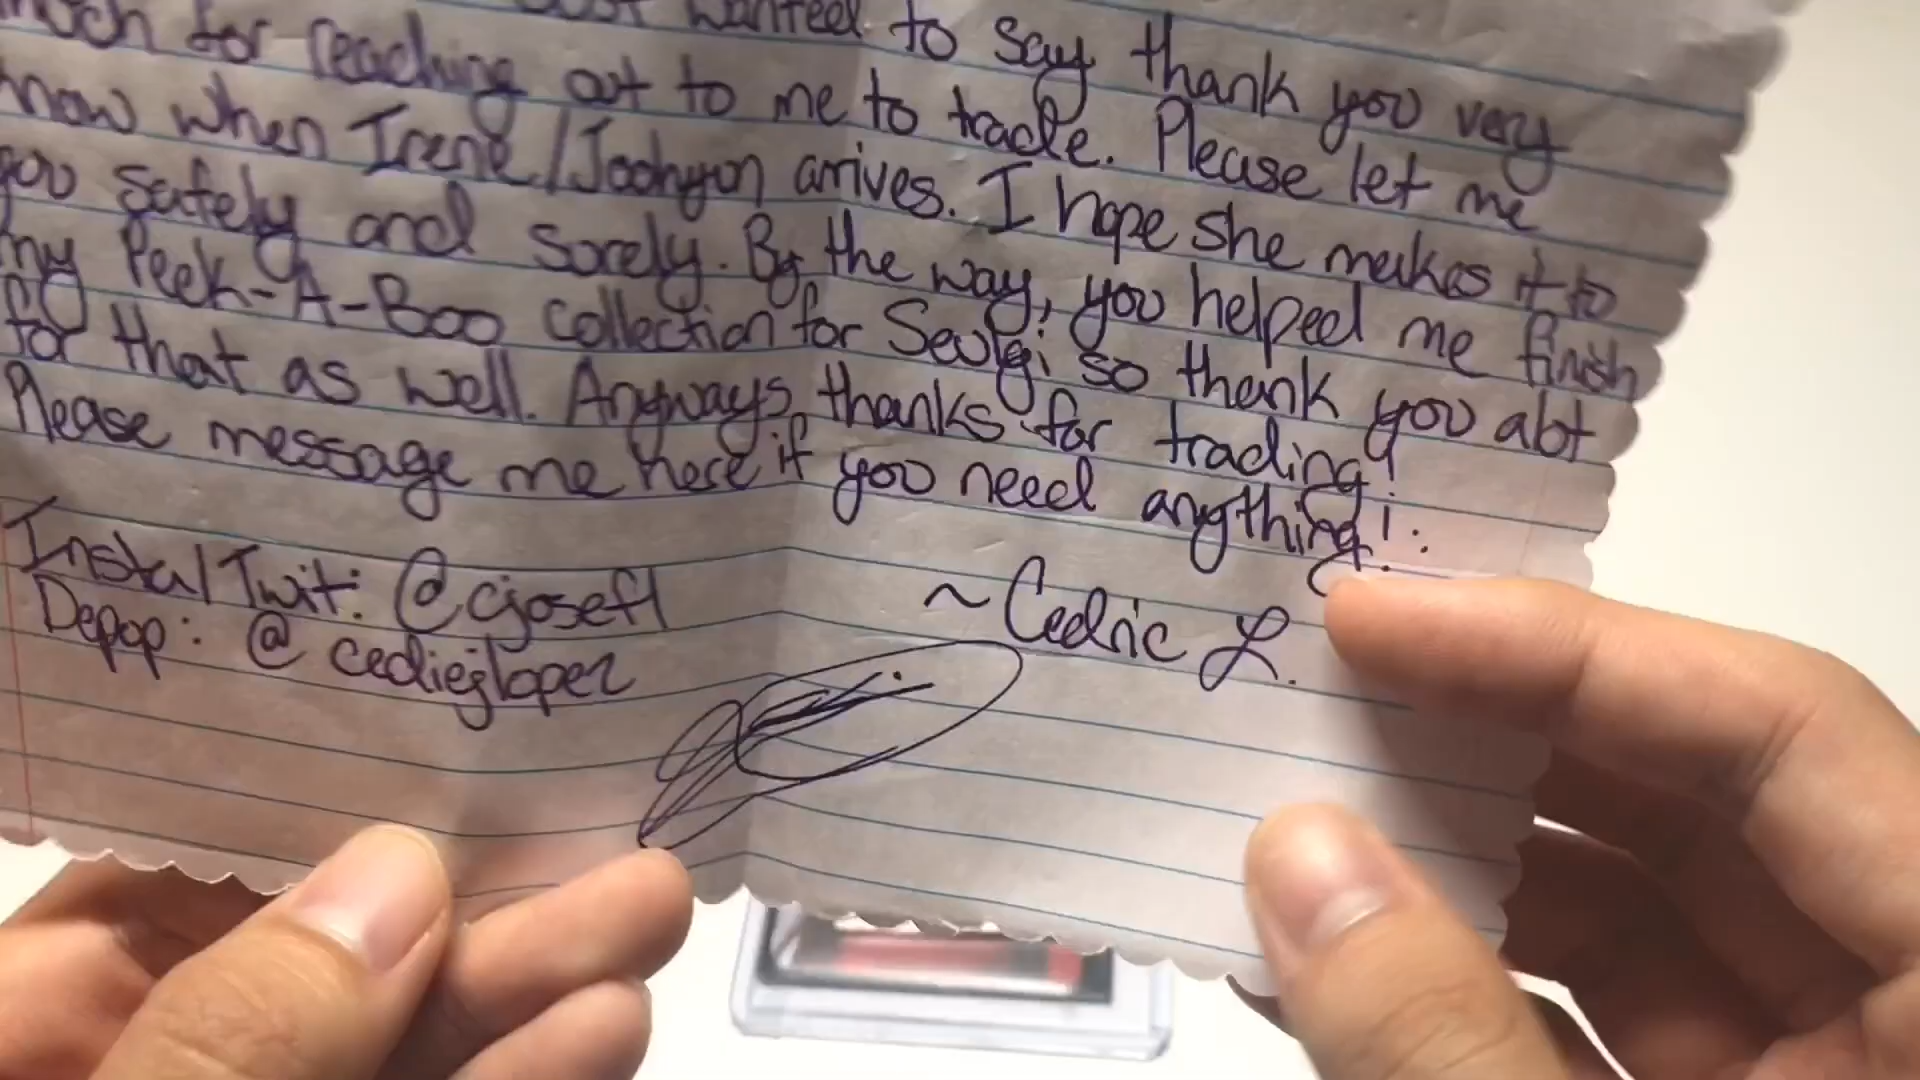 wanted to say thank you very
much for reaching out to me to trade. Please let me
know when Irene/Joohyun arrives. I hope she makes it to
you safely and surely. By the way, you helped me finish
my Peek-A-Boo collection for Seulgi so thank you abt
for that as well. Anyways, thanks for trading!
Please message me here if you need anything!
~Cedric L.
Insta/Twit: @cjosefl
Depop: @cediejloper